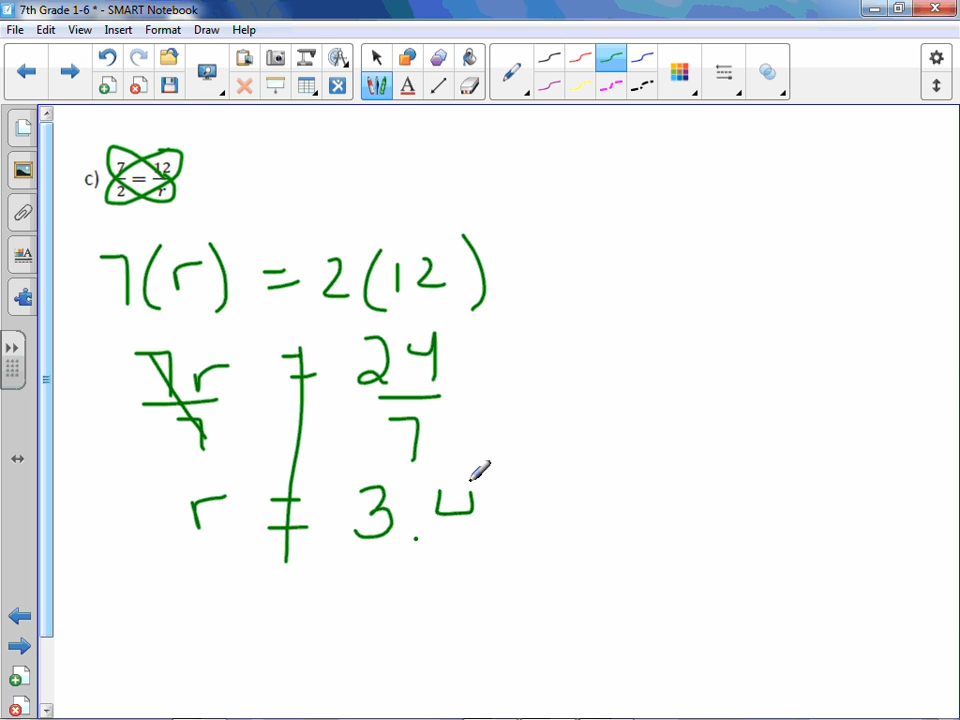 7th Grade 1-6 * - SMART Notebook
File Edit View Insert Format Draw Help
c) 7/2 = 12/r
7(r) = 2(12)
7r/7 = 24/7
r = 3.4